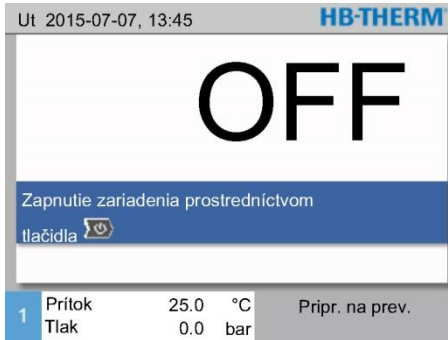 Ut 2015-07-07, 13:45 HB-THERM
OFF
Zapnutie zariadenia prostredníctvom
tlačidla
1 Prítok 25.0 °C Pripr. na prev.
Tlak 0.0 bar